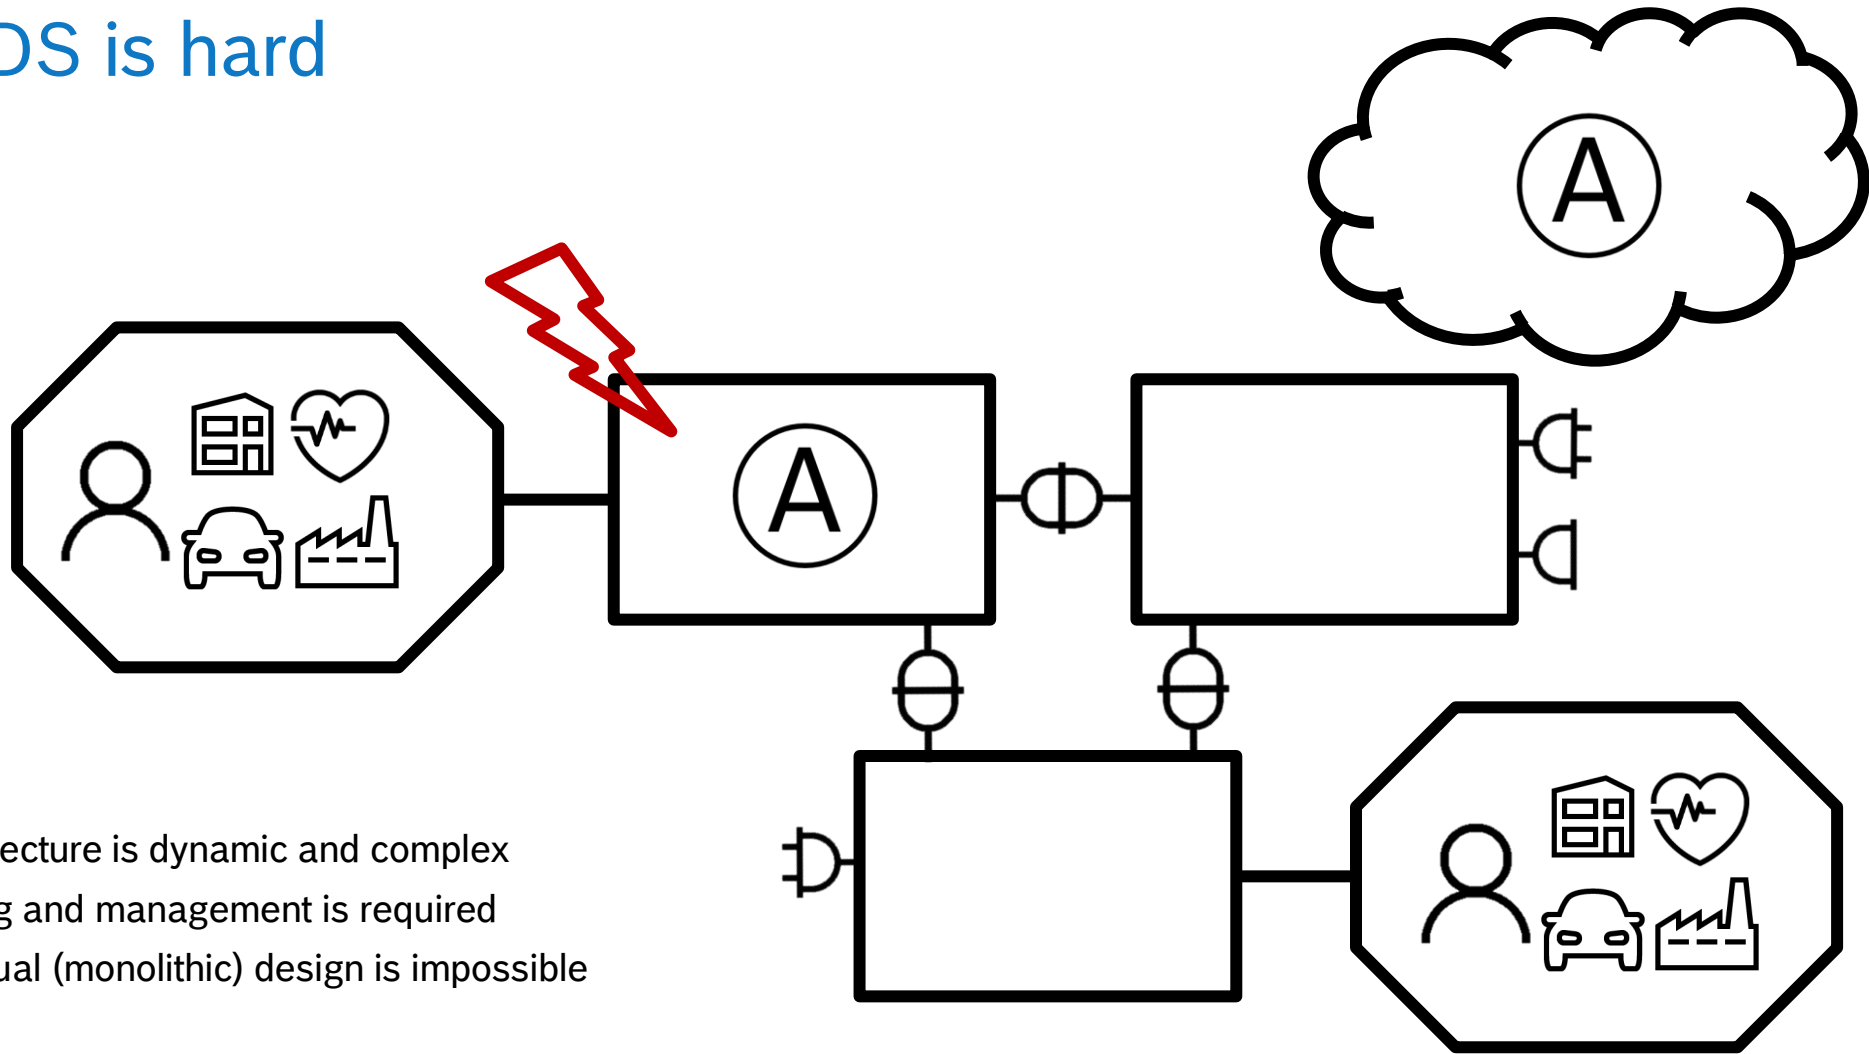 DS is hard
A
A
ecture is dynamic and complex
g and management is required
ual (monolithic) design is impossible